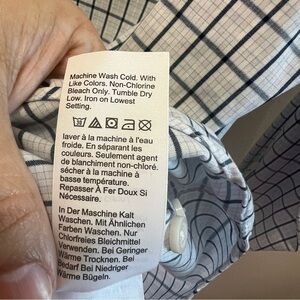 Machine Wash Cold. With
Like Colors. Non-Chlorine
Bleach Only. Tumble Dry
Low. Iron on Lowest
Setting.
laver à la machine à l'eau
froide. En séparant les
couleurs. Seulement agent
de blanchiment non-chloré.
sécher à la machine à
basse température.
Repasser À Fer Doux Si
Nécessaire.
In Der Maschine Kalt
Waschen. Mit Ähnlichen
Farben Waschen. Nur
Chlorfreies Bleichmittel
Verwenden. Bei Geringer
Wärme Trocknen. Bei
Bedarf Bei Niedriger
Wärme Bügeln.